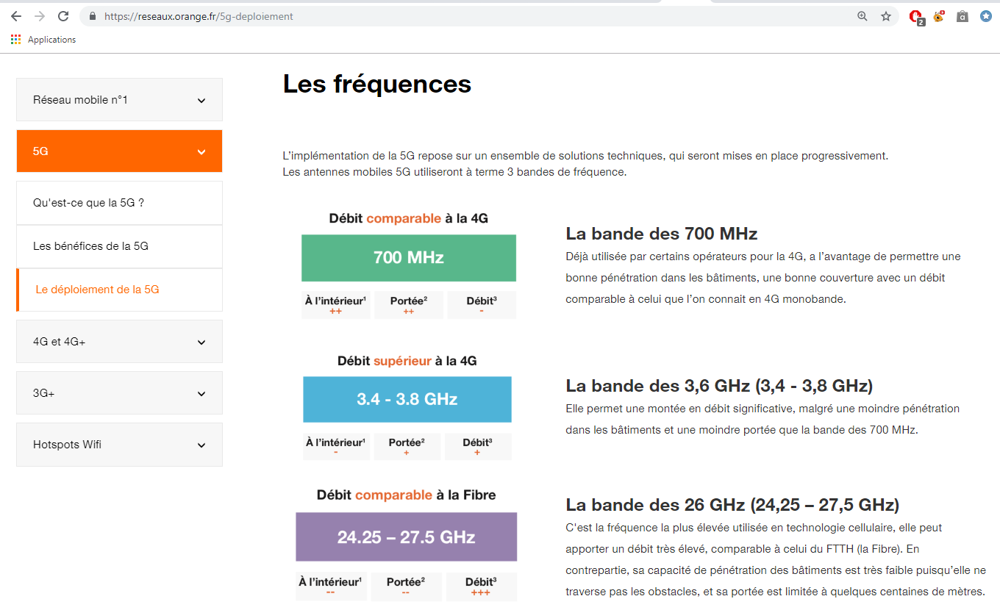 https://reseaux.orange.fr/5g-deploiement
2
Applications
Réseau mobile n°1
5G
Qu'est-ce que la 5G ?
Les bénéfices de la 5G
Le déploiement de la 5G
4G et 4G+
3G+
Hotspots Wifi
Les fréquences
L’implémentation de la 5G repose sur un ensemble de solutions techniques, qui seront mises en place progressivement.
Les antennes mobiles 5G utiliseront à terme 3 bandes de fréquence.
Débit comparable à la 4G
700 MHz
À l’intérieur¹ Portée² Débit³
++ ++ -
La bande des 700 MHz
Déjà utilisée par certains opérateurs pour la 4G, a l’avantage de permettre une
bonne pénétration dans les bâtiments, une bonne couverture avec un débit
comparable à celui que l’on connait en 4G monobande.
Débit supérieur à la 4G
3.4 - 3.8 GHz
À l’intérieur¹ Portée² Débit³
- + +
La bande des 3,6 GHz (3,4 - 3,8 GHz)
Elle permet une montée en débit significative, malgré une moindre pénétration
dans les bâtiments et une moindre portée que la bande des 700 MHz.
Débit comparable à la Fibre
24.25 – 27.5 GHz
À l’intérieur¹ Portée² Débit³
-- -- +++
La bande des 26 GHz (24,25 – 27,5 GHz)
C'est la fréquence la plus élevée utilisée en technologie cellulaire, elle peut
apporter un débit très élevé, comparable à celui du FTTH (la Fibre). En
contrepartie, sa capacité de pénétration des bâtiments est très faible puisqu’elle ne
traverse pas les obstacles, et sa portée est limitée à quelques centaines de mètres.